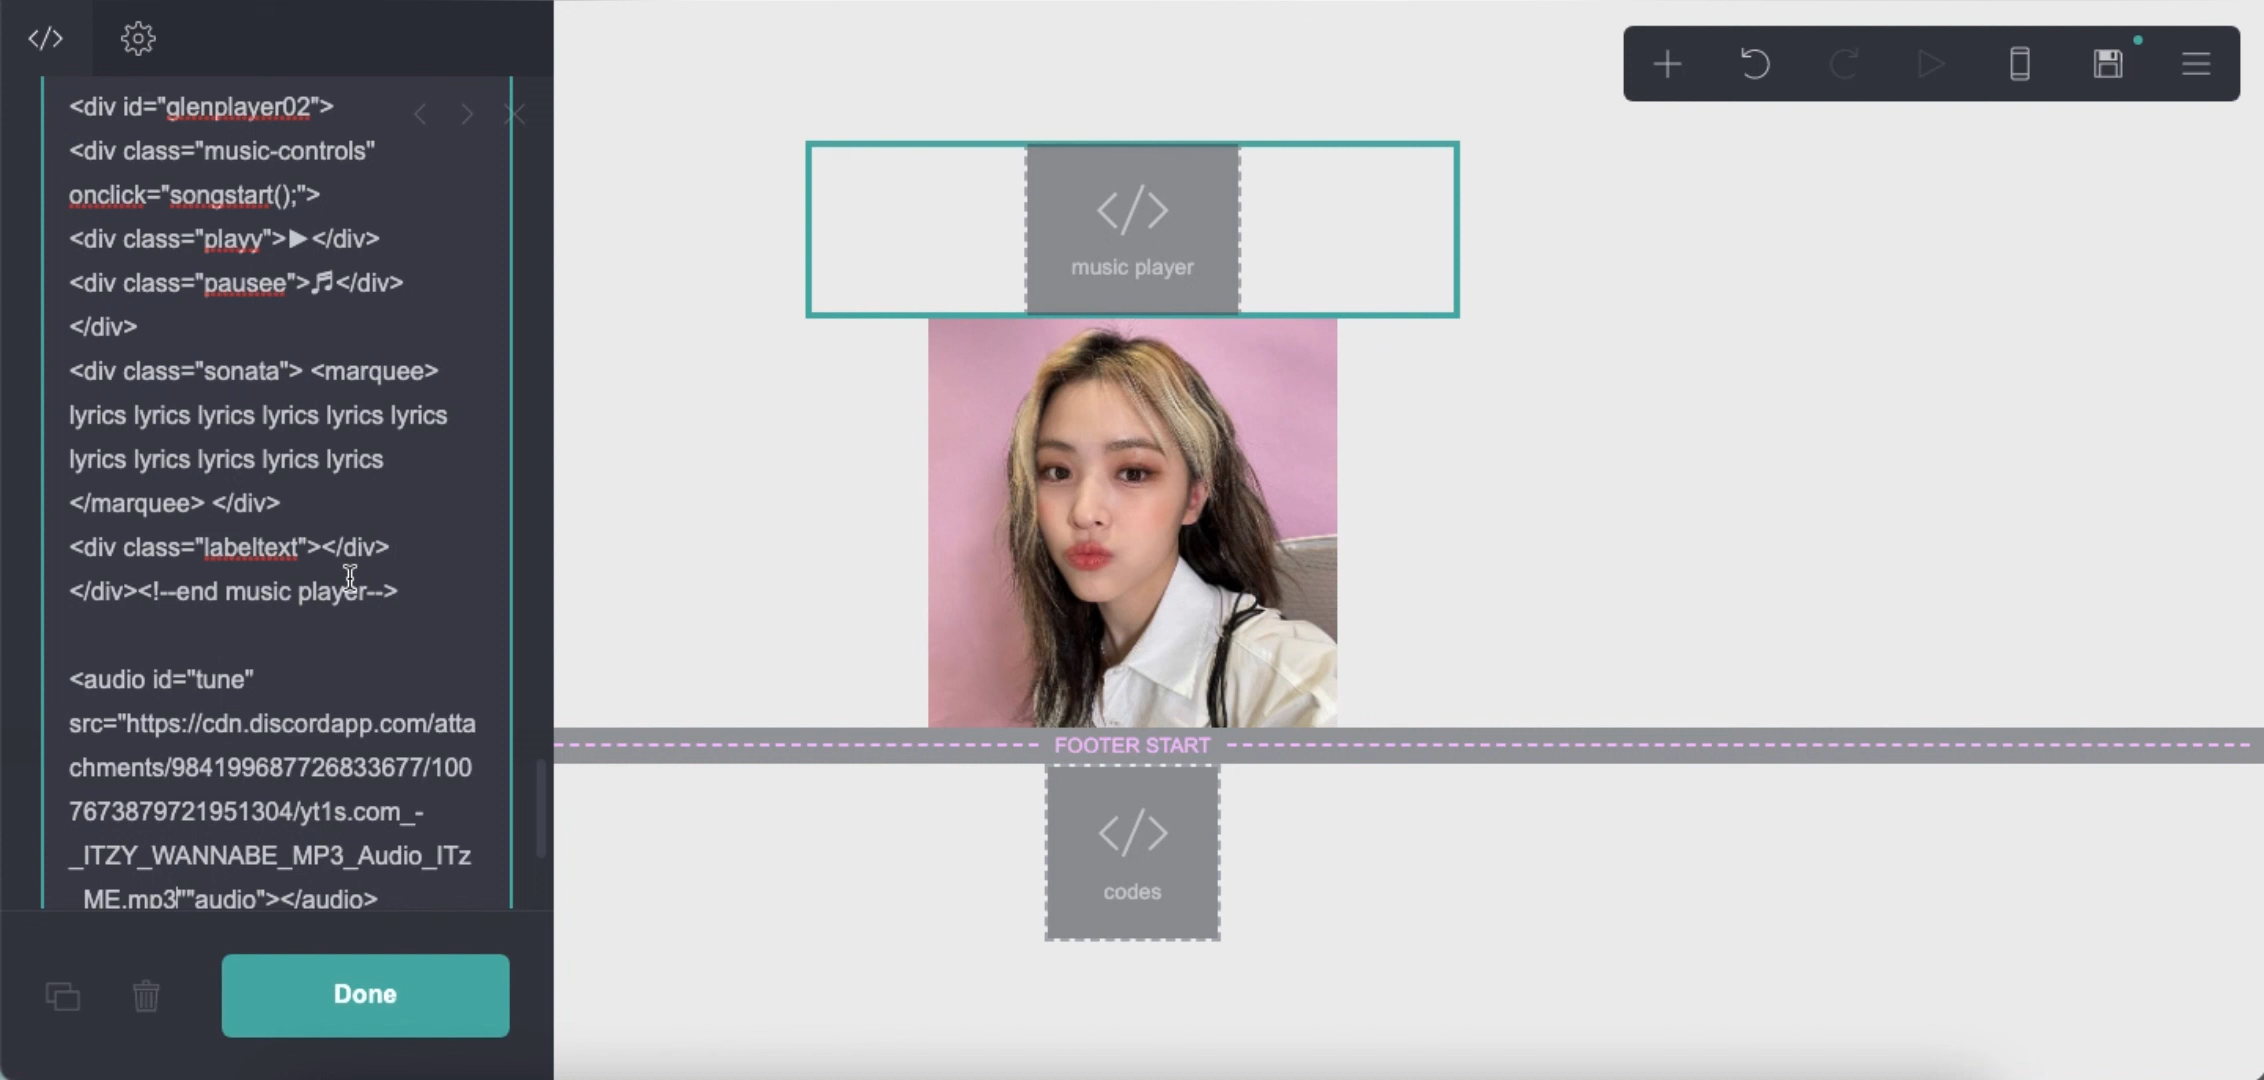 <div id="glenplayer02">
<div class="music-controls"
onclick="songstart();">
<div class="playy">▶</div>
<div class="pausee">♬</div>
</div>
<div class="sonata"> <marquee>
lyrics lyrics lyrics lyrics lyrics lyrics
lyrics lyrics lyrics lyrics lyrics
</marquee> </div>
<div class="labeltext"></div>
</div><!--end music player-->
<audio id="tune"
src="https://cdn.discordapp.com/atta
chments/984199687726833677/100
7673879721951304/yt1s.com_-
_ITZY_WANNABE_MP3_Audio_ITz
_ME.mp3""audio"></audio>
Done
music player
FOOTER START
codes